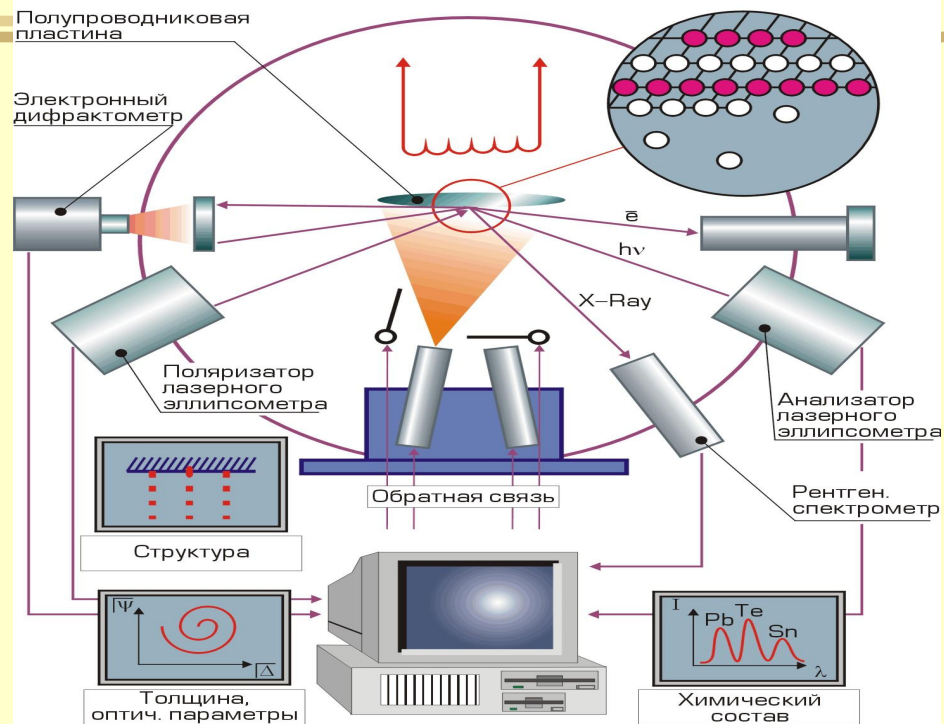 Полупроводниковая
пластина
Электронный
дифрактометр
e̅
hν
X–Ray
Поляризатор
лазерного
эллипсометра
Анализатор
лазерного
эллипсометра
Рентген.
спектрометр
Обратная связь
Структура
Ψ
Δ
Толщина,
оптич. параметры
I
Pb Te
Sn
λ
Химический
состав